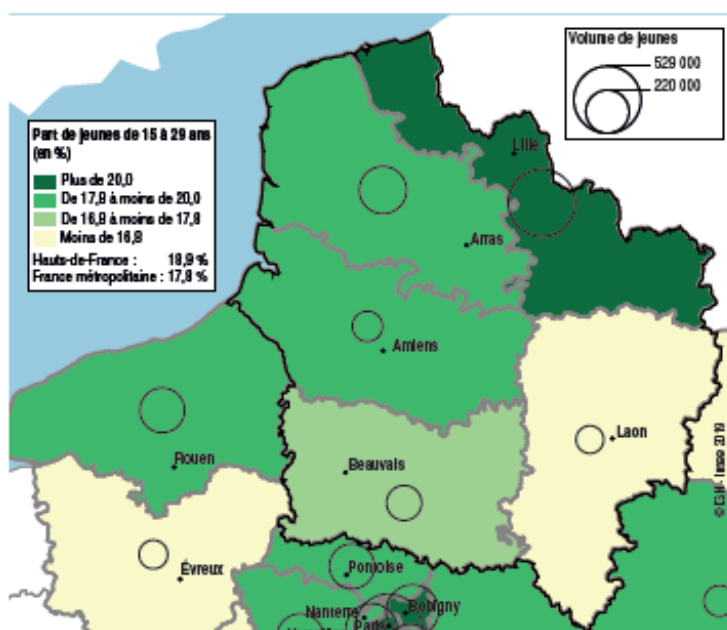 Volume de jeunes
529 000
220 000
Part de jeunes de 15 à 29 ans
(en %)
Plus de 20,0
De 17,8 à moins de 20,0
De 16,8 à moins de 17,8
Moins de 16,8
Hauts-de-France : 18,9 %
France métropolitaine : 17,8 %
Lille
Arras
Amiens
Laon
Rouen
Beauvais
Évreux
Pontoise
Bobigny
Nanterre
Paris
© IGN - Insee 2019